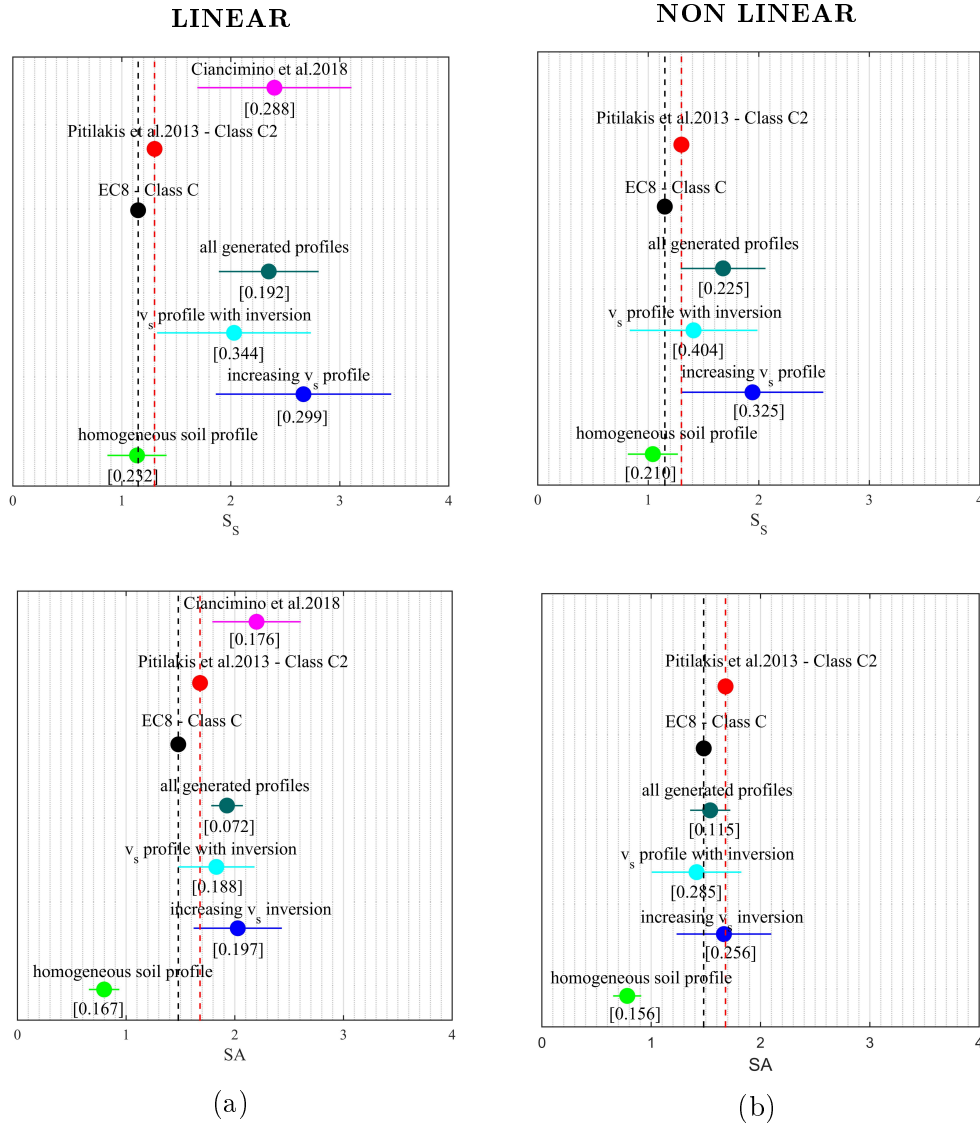 LINEAR
Ciancimino et al.2018
[0.288]
Pitilakis et al.2013 - Class C2
EC8 - Class C
all generated profiles
[0.192]
vs profile with inversion
[0.344]
increasing vs profile
[0.299]
homogeneous soil profile
[0.232]
0 1 2 3 4
SS
NON LINEAR
Pitilakis et al.2013 - Class C2
EC8 - Class C
all generated profiles
[0.225]
vs profile with inversion
[0.404]
increasing vs profile
[0.325]
homogeneous soil profile
[0.210]
0 1 2 3 4
SS
Ciancimino et al.2018
[0.176]
Pitilakis et al.2013 - Class C2
EC8 - Class C
all generated profiles
[0.072]
vs profile with inversion
[0.188]
increasing vs inversion
[0.197]
homogeneous soil profile
[0.167]
0 1 2 3 4
SA
(a)
Pitilakis et al.2013 - Class C2
EC8 - Class C
all generated profiles
[0.115]
vs profile with inversion
[0.285]
increasing vs inversion
[0.256]
homogeneous soil profile
[0.156]
0 1 2 3 4
SA
(b)